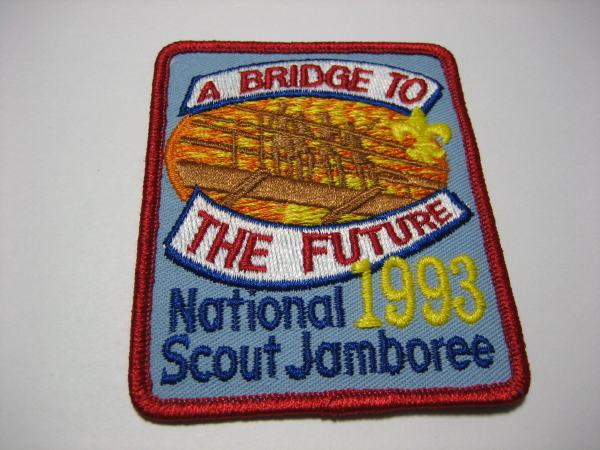 A BRIDGE TO
THE FUTURE
National 1993
Scout Jamboree